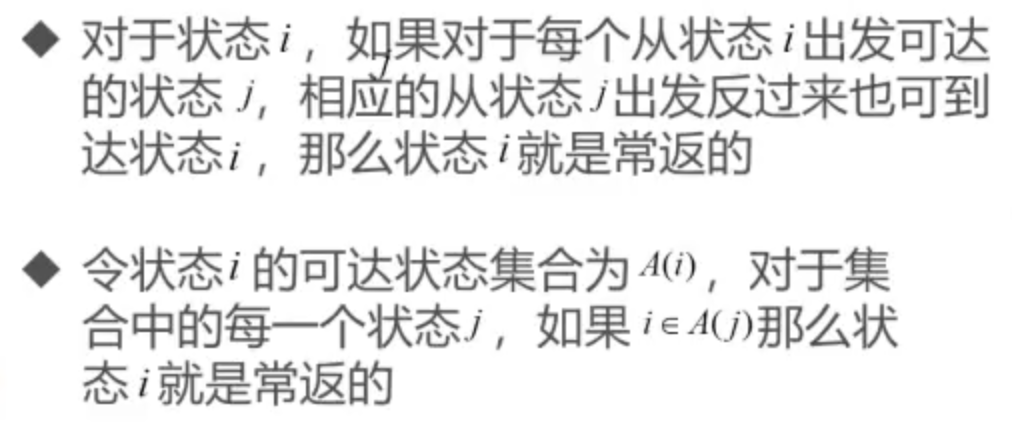 ◆ 对于状态 i ，如果对于每个从状态 i 出发可达
的状态 j，相应的从状态 j 出发反过来也可到
达状态 i ，那么状态 i 就是常返的
◆ 令状态 i 的可达状态集合为 A(i) ，对于集
合中的每一个状态 j ，如果 i ∈ A(j) 那么状
态 i 就是常返的